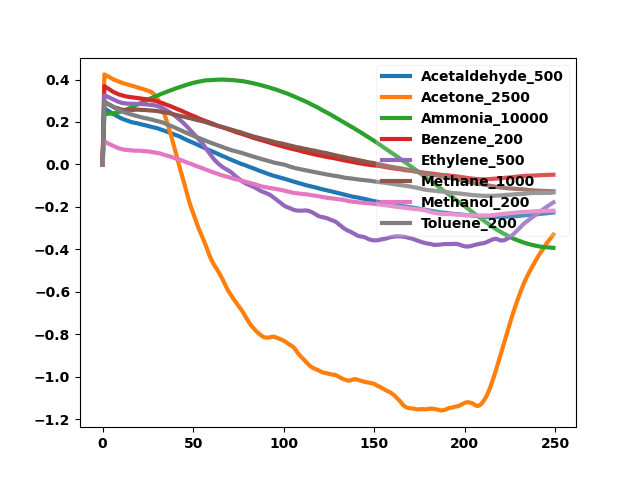 0.4
0.2
0.0
−0.2
−0.4
−0.6
−0.8
−1.0
−1.2
0
50
100
150
200
250
Acetaldehyde_500
Acetone_2500
Ammonia_10000
Benzene_200
Ethylene_500
Methane_1000
Methanol_200
Toluene_200